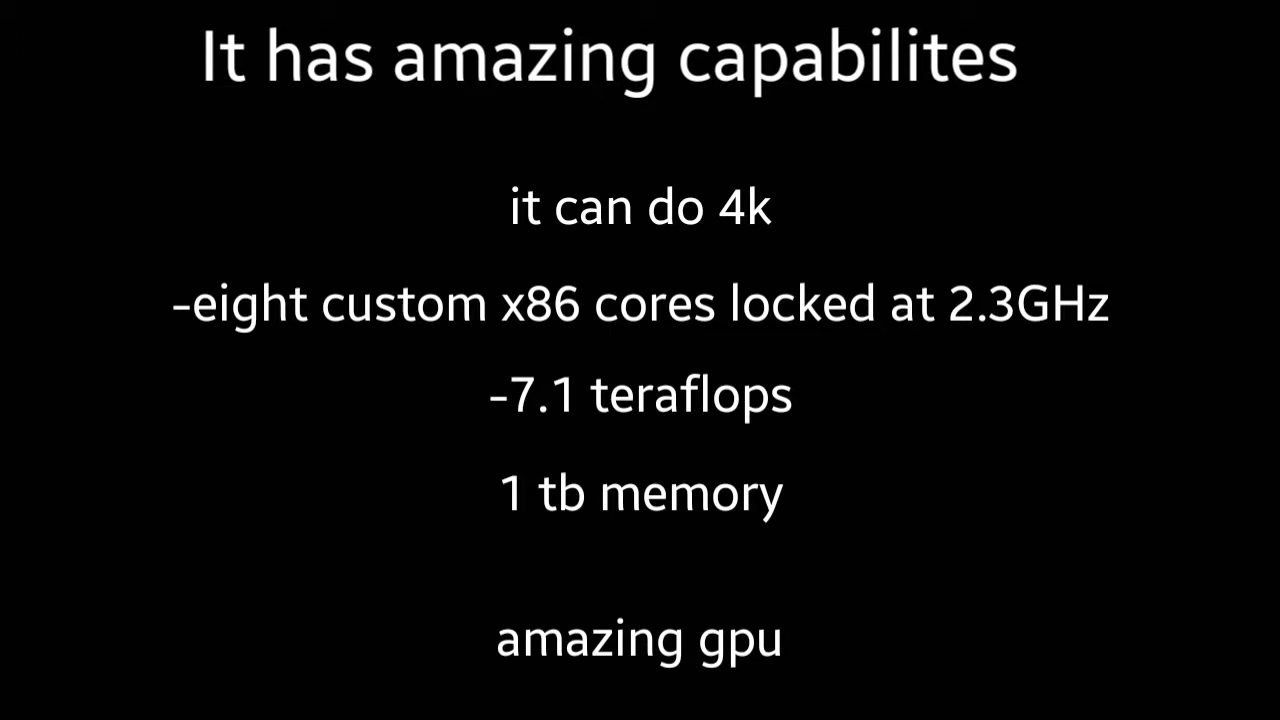 It has amazing capabilites
it can do 4k
-eight custom x86 cores locked at 2.3GHz
-7.1 teraflops
1 tb memory
amazing gpu